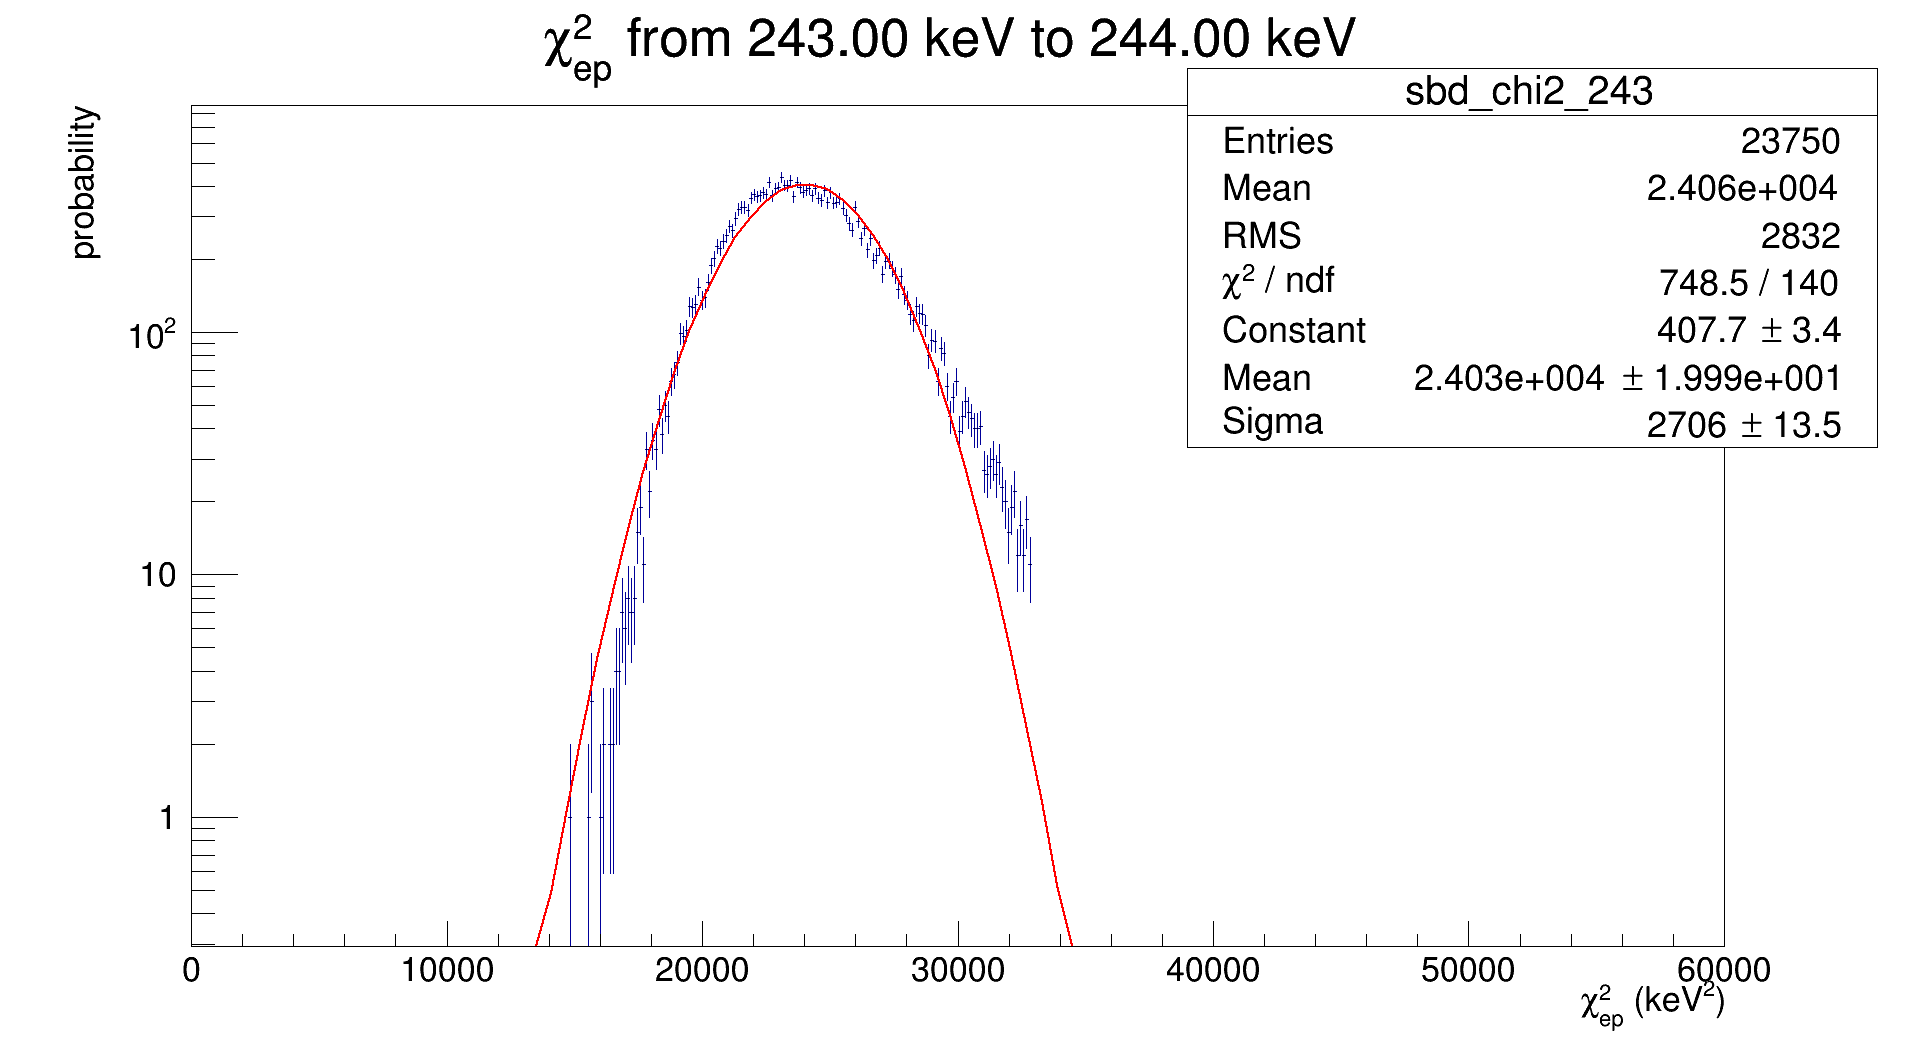 χ²ep from 243.00 keV to 244.00 keV
sbd_chi2_243
Entries 23750
Mean 2.406e+004
RMS 2832
χ² / ndf 748.5 / 140
Constant 407.7 ± 3.4
Mean 2.403e+004 ± 1.999e+001
Sigma 2706 ± 13.5
probability
10²
10
1
0 10000 20000 30000 40000 50000 60000
χ²ep (keV²)